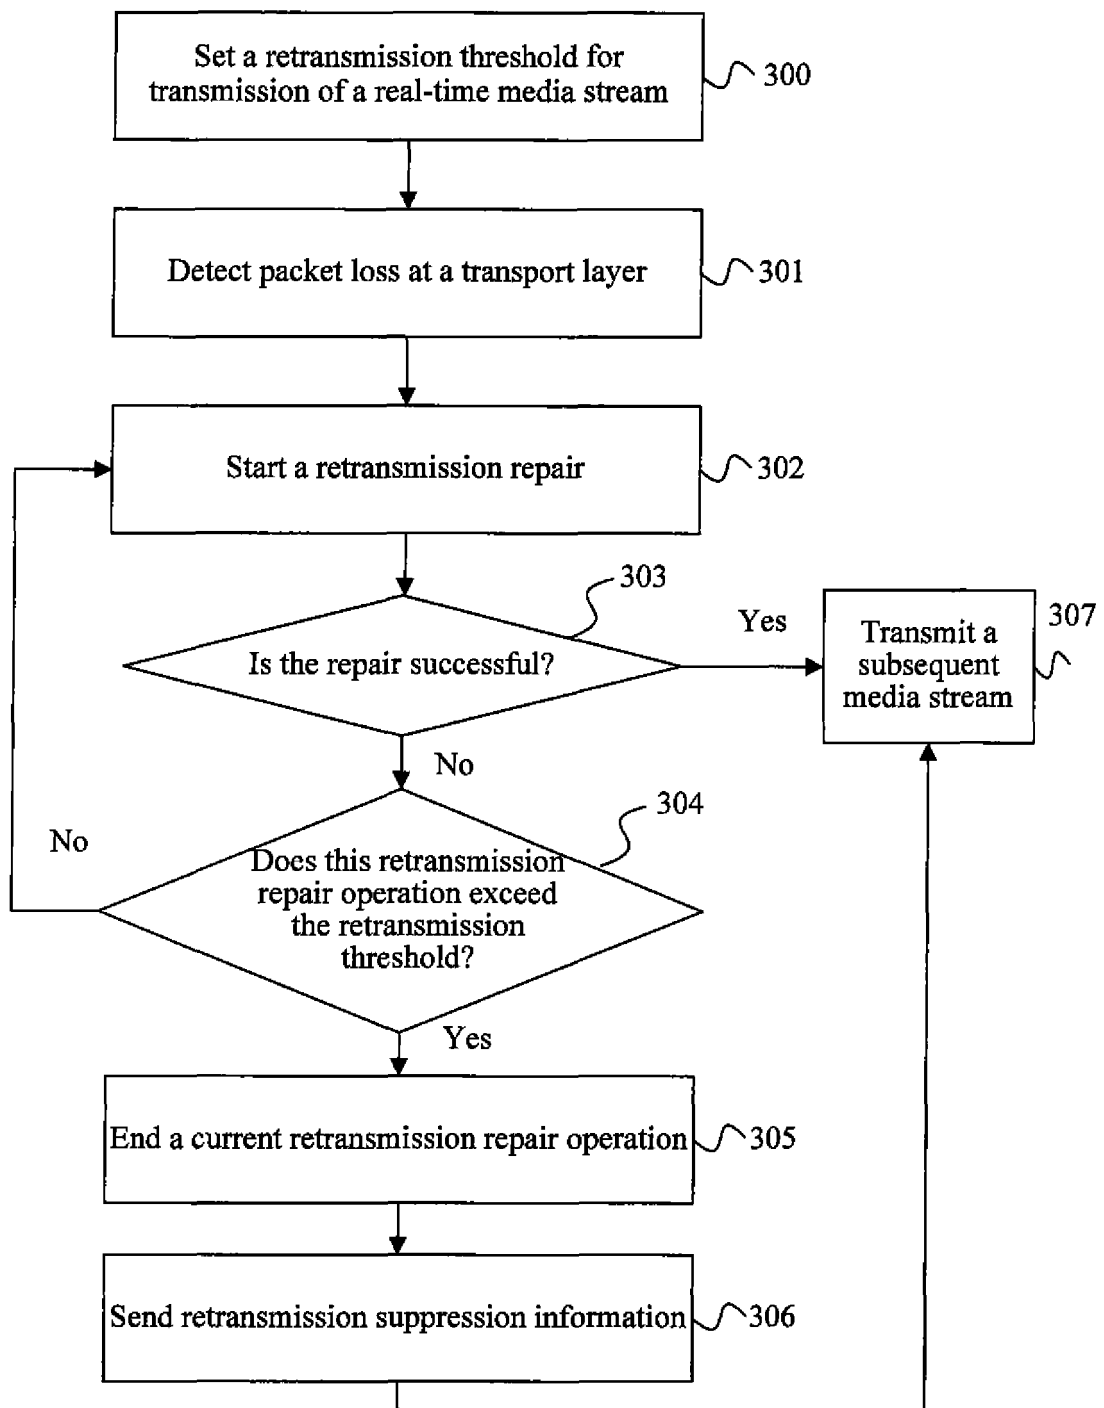 Set a retransmission threshold for
transmission of a real-time media stream
300
Detect packet loss at a transport layer
301
Start a retransmission repair
302
303
Is the repair successful?
Yes
Transmit a
subsequent
media stream
307
No
304
No
Does this retransmission
repair operation exceed
the retransmission
threshold?
Yes
End a current retransmission repair operation
305
Send retransmission suppression information
306